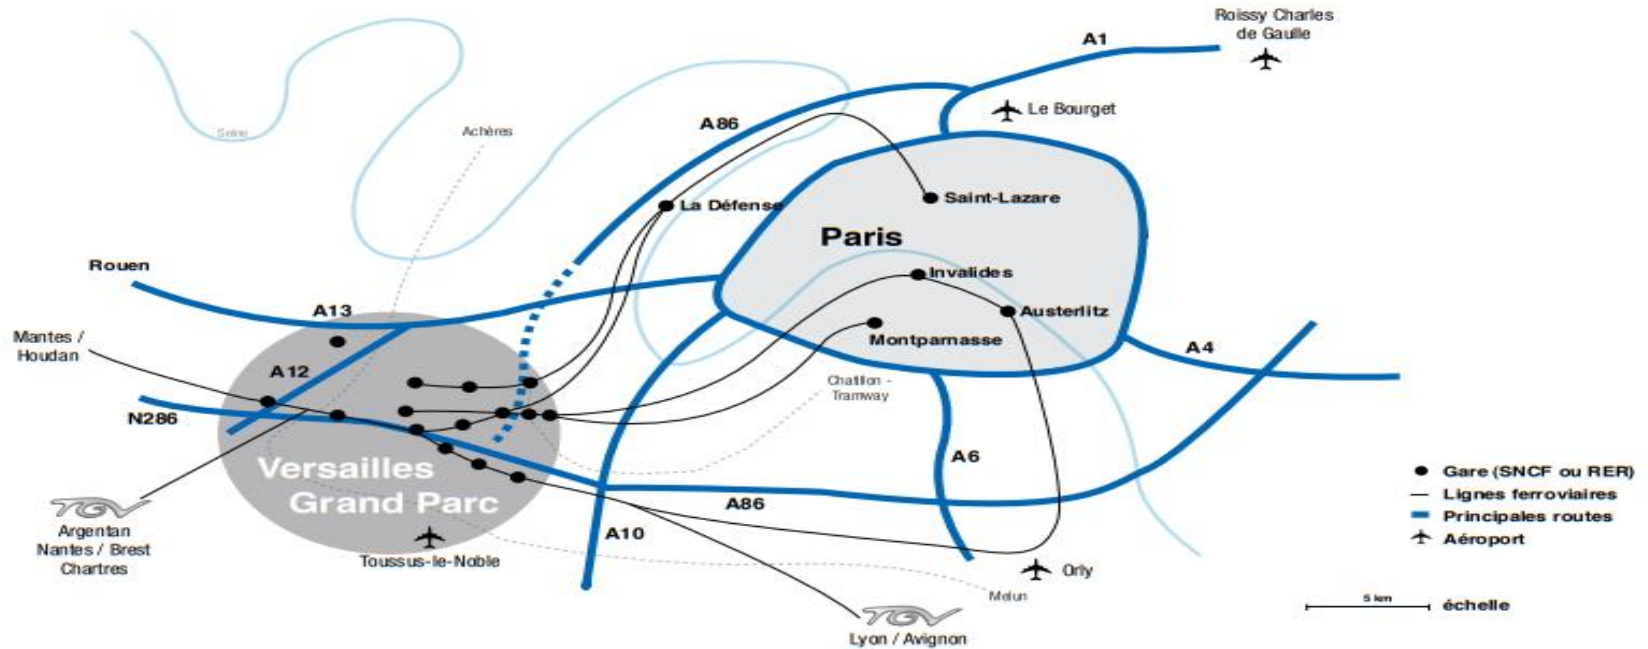 Roissy Charles
de Gaulle
A1
Le Bourget
A86
Seine
Achères
La Défense
Saint-Lazare
Paris
Rouen
Invalides
A13
Austerlitz
Mantes /
Houdan
Montparnasse
A4
A12
Chatillon -
Tramway
N286
A6
Versailles
Grand Parc
Gare (SNCF ou RER)
Lignes ferroviaires
A86
Principales routes
TGV
Argentan
Nantes / Brest
Chartres
A10
Aéroport
Toussus-le-Noble
Orly
Melun
5 km
échelle
TGV
Lyon / Avignon